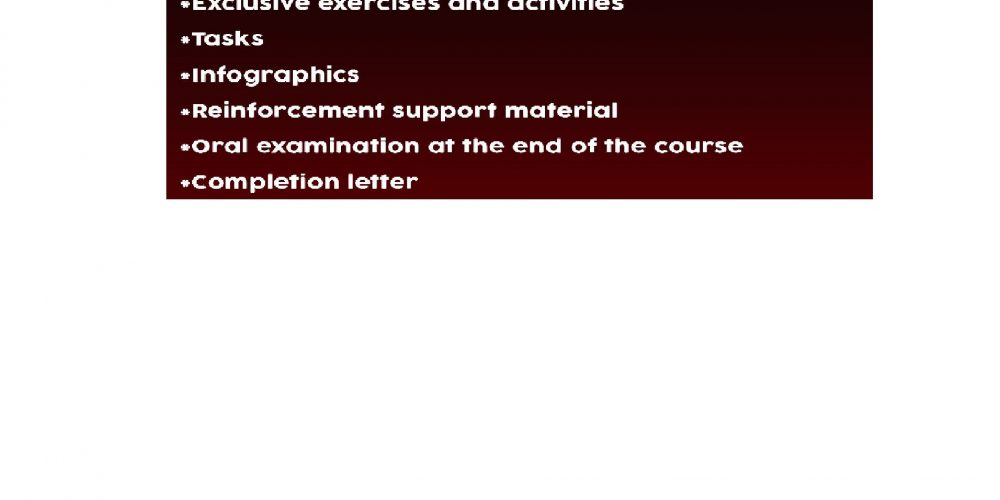 *Exclusive exercises and activities
*Tasks
*Infographics
*Reinforcement support material
*Oral examination at the end of the course
*Completion letter